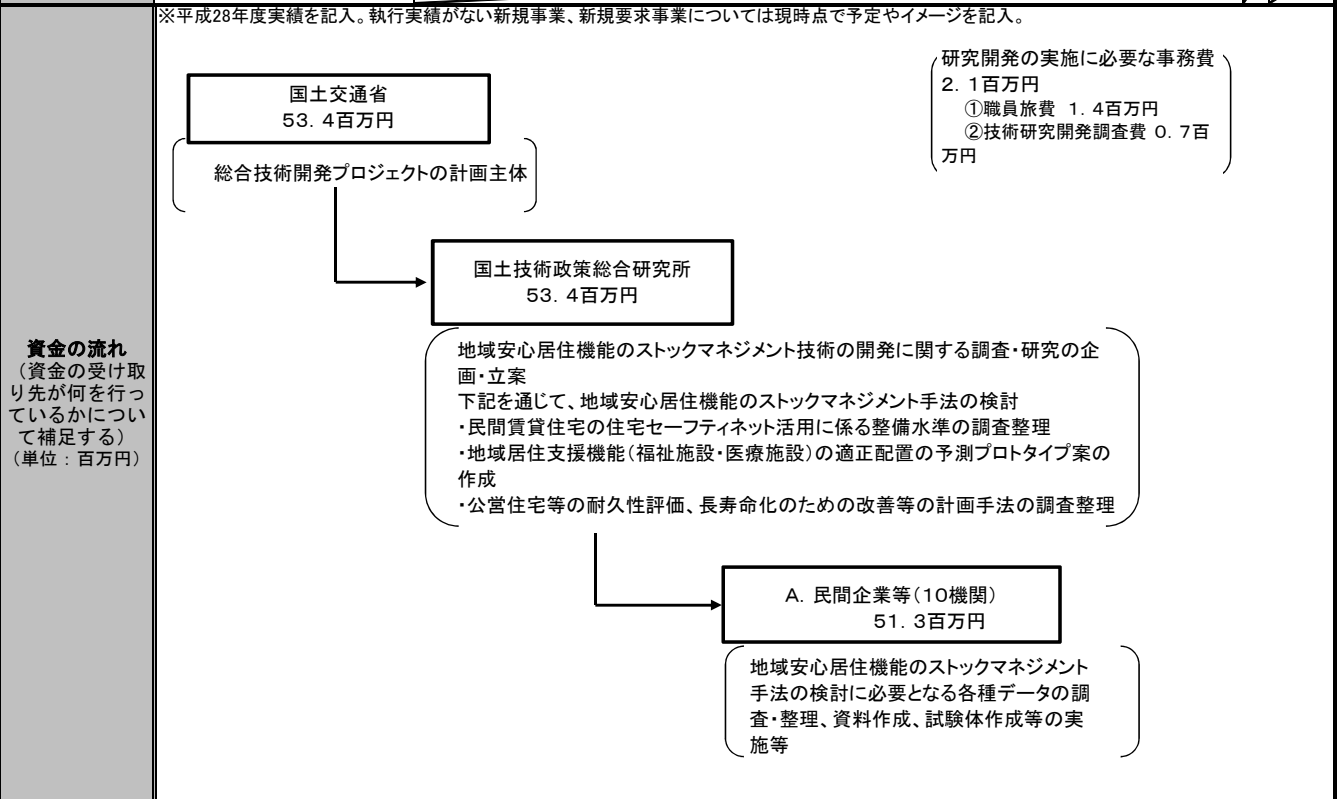 ※平成28年度実績を記入。執行実績がない新規事業、新規要求事業については現時点で予定やイメージを記入。
研究開発の実施に必要な事務費
2．1百万円
①職員旅費　1．4百万円
②技術研究開発調査費　0．7百
万円
国土交通省
53．4百万円
総合技術開発プロジェクトの計画主体
国土技術政策総合研究所
53．4百万円
資金の流れ
（資金の受け取
り先が何を行っ
ているかについ
て補足する）
（単位：百万円）
地域安心居住機能のストックマネジメント技術の開発に関する調査・研究の企
画・立案
下記を通じて、地域安心居住機能のストックマネジメント手法の検討
・民間賃貸住宅の住宅セーフティネット活用に係る整備水準の調査整理
・地域居住支援機能（福祉施設・医療施設）の適正配置の予測プロトタイプ案の
作成
・公営住宅等の耐久性評価、長寿命化のための改善等の計画手法の調査整理
A．民間企業等（10機関）
51．3百万円
地域安心居住機能のストックマネジメント
手法の検討に必要となる各種データの調
査・整理、資料作成、試験体作成等の実
施等